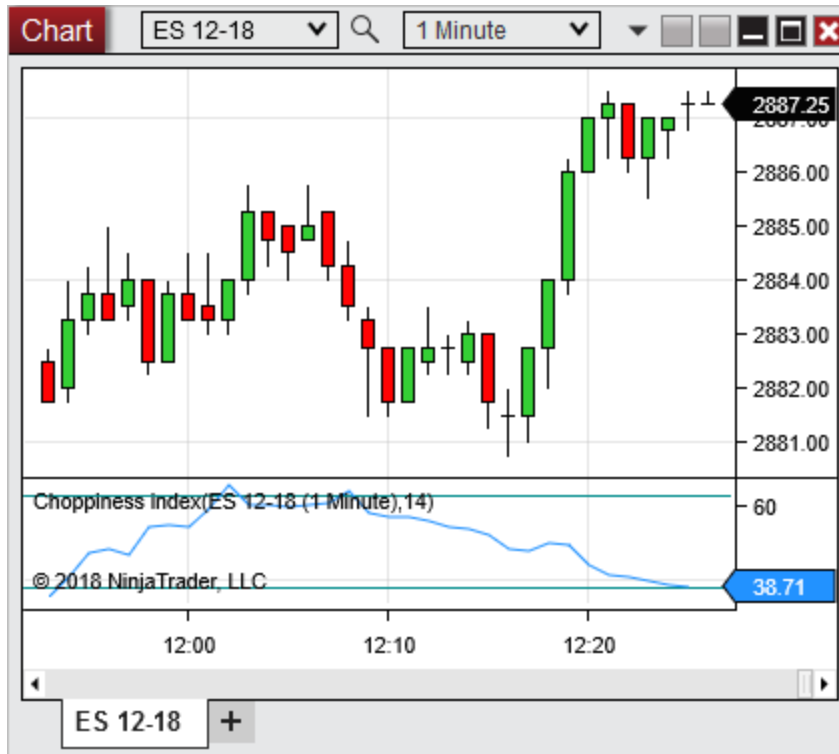 Chart ES 12-18 1 Minute
2887.25
2887.00
2886.00
2885.00
2884.00
2883.00
2882.00
2881.00
Choppiness index(ES 12-18 (1 Minute),14)
60
© 2018 NinjaTrader, LLC
38.71
12:00 12:10 12:20
ES 12-18 +